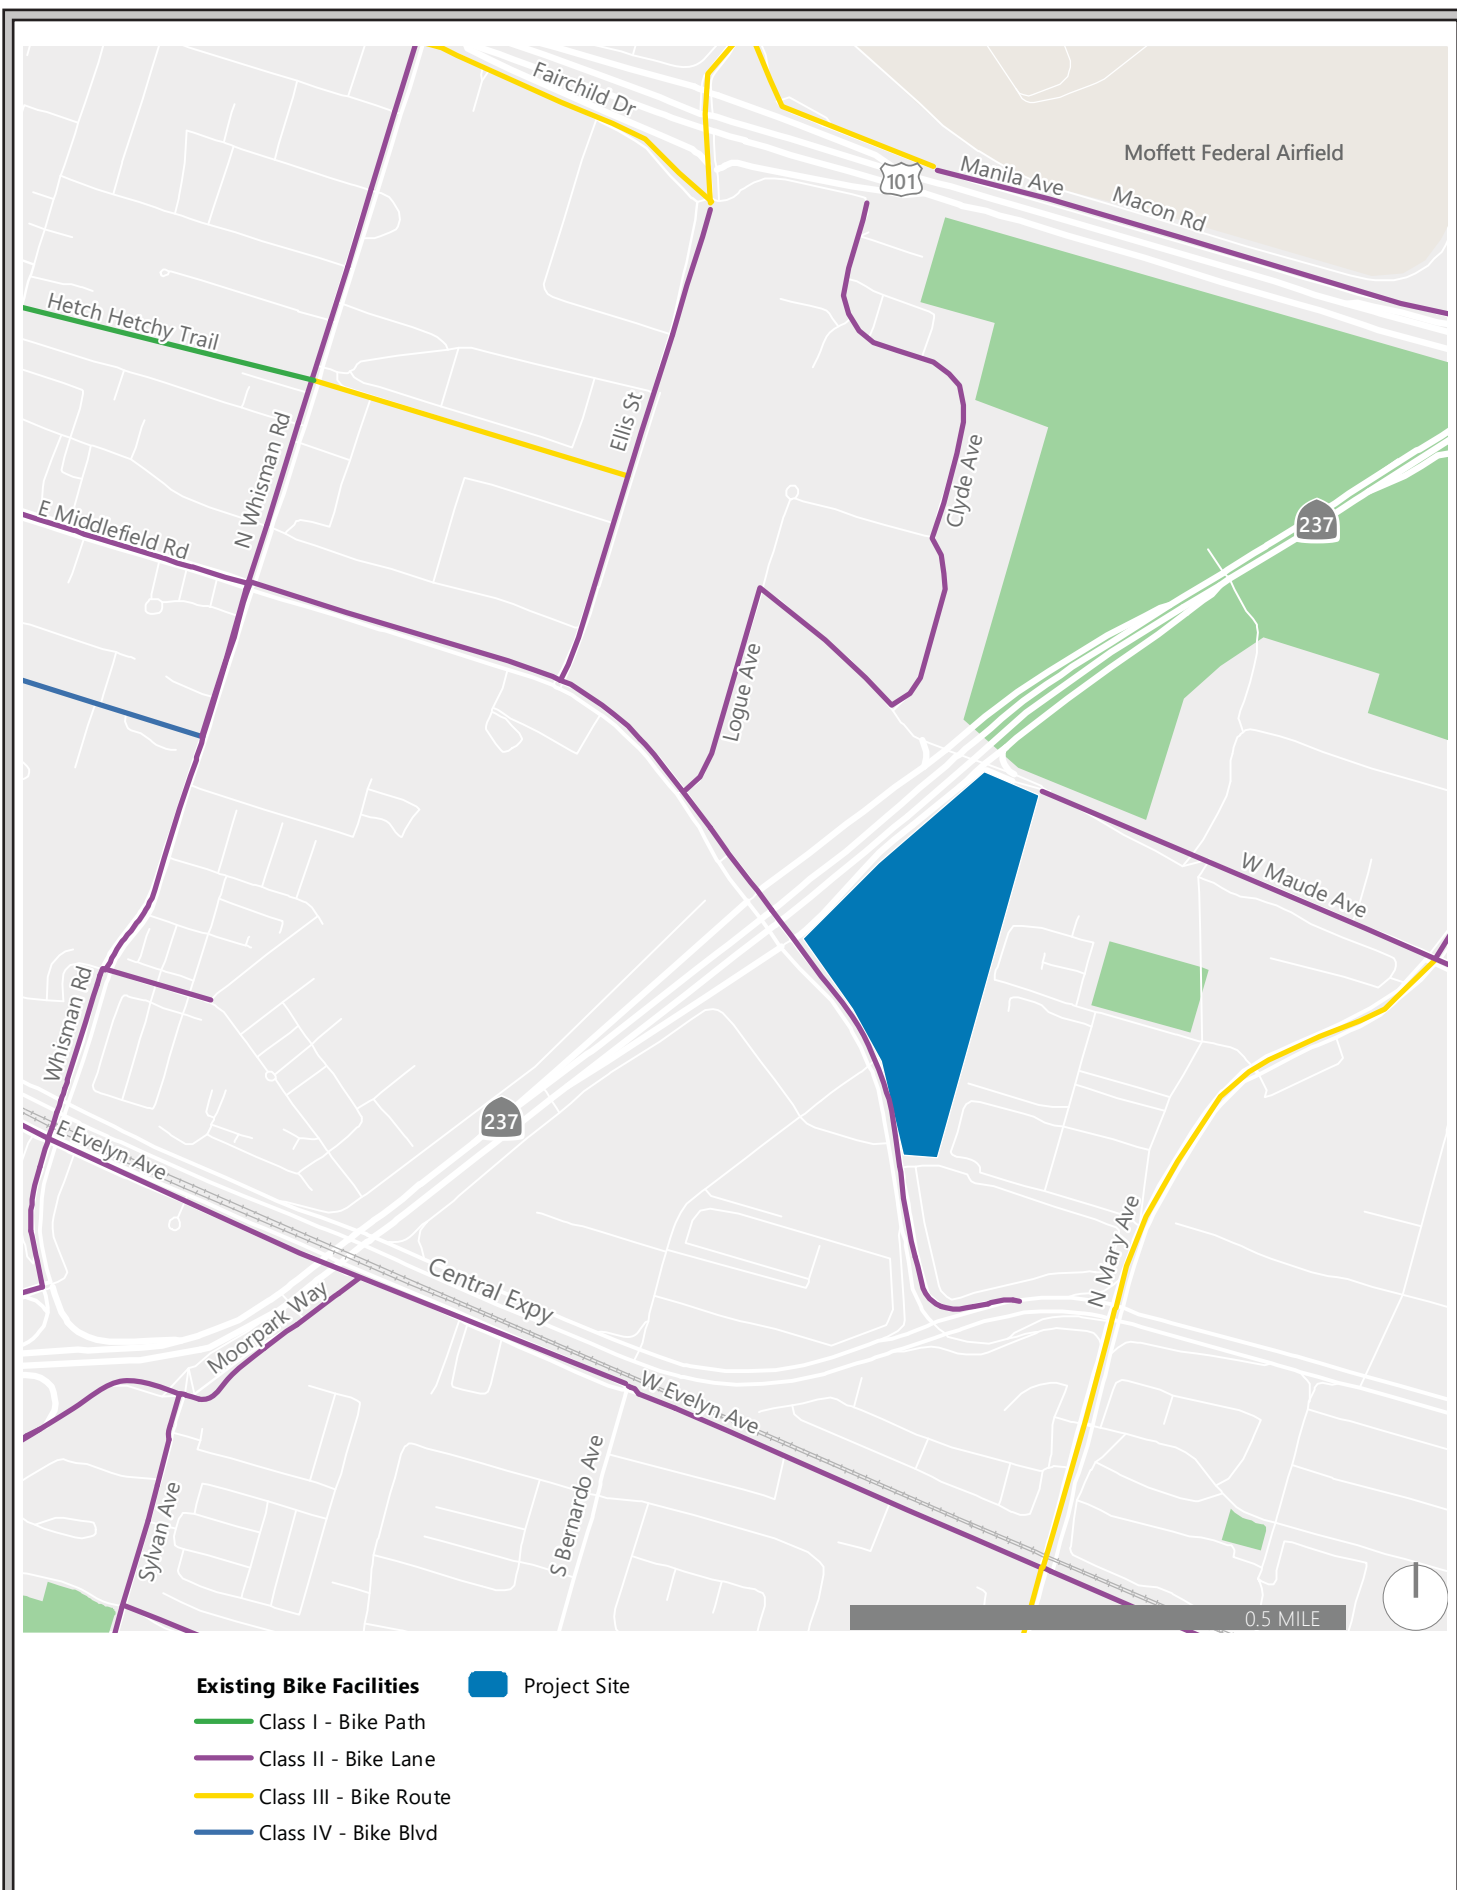 Fairchild Dr
Moffett Federal Airfield
101
Manila Ave
Macon Rd
Hetch Hetchy Trail
Ellis St
N Whisman Rd
Clyde Ave
E Middlefield Rd
237
Logue Ave
W Maude Ave
Whisman Rd
237
E Evelyn Ave
N Mary Ave
Central Expy
Moorpark Way
W Evelyn Ave
S Bernardo Ave
Sylvan Ave
0.5 MILE
Existing Bike Facilities
Project Site
Class I - Bike Path
Class II - Bike Lane
Class III - Bike Route
Class IV - Bike Blvd